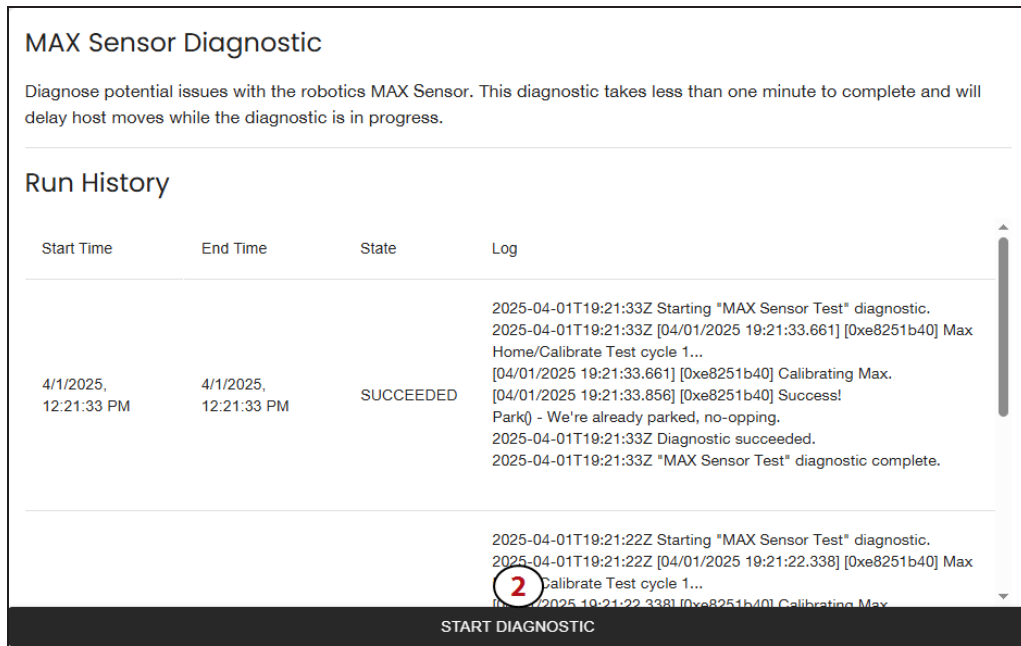 MAX Sensor Diagnostic
Diagnose potential issues with the robotics MAX Sensor. This diagnostic takes less than one minute to complete and will
delay host moves while the diagnostic is in progress.
Run History
Start Time End Time State Log
2025-04-01T19:21:33Z Starting "MAX Sensor Test" diagnostic.
2025-04-01T19:21:33Z [04/01/2025 19:21:33.661] [0xe8251b40] Max
Home/Calibrate Test cycle 1...
[04/01/2025 19:21:33.661] [0xe8251b40] Calibrating Max.
4/1/2025, 4/1/2025,
12:21:33 PM 12:21:33 PM
SUCCEEDED
[04/01/2025 19:21:33.856] [0xe8251b40] Success!
Park() - We're already parked, no-opping.
2025-04-01T19:21:33Z Diagnostic succeeded.
2025-04-01T19:21:33Z "MAX Sensor Test" diagnostic complete.
2025-04-01T19:21:22Z Starting "MAX Sensor Test" diagnostic.
2025-04-01T19:21:22Z [04/01/2025 19:21:22.338] [0xe8251b40] Max
Calibrate Test cycle 1...
2025 19:21:22.338] [0xe8251b40] Calibrating Max.
2
START DIAGNOSTIC